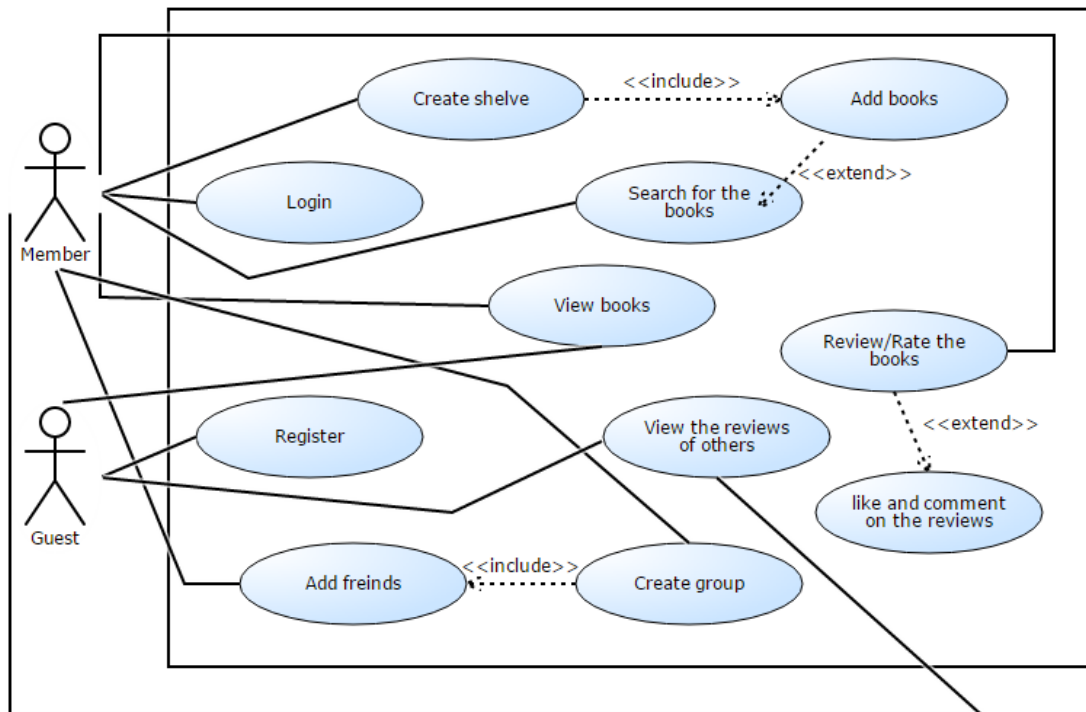 <<include>>
Create shelve
Add books
<<extend>>
Login
Search for the
books
Member
View books
Review/Rate the
books
Register
View the reviews
of others
<<extend>>
like and comment
on the reviews
Guest
<<include>>
Add freinds
Create group